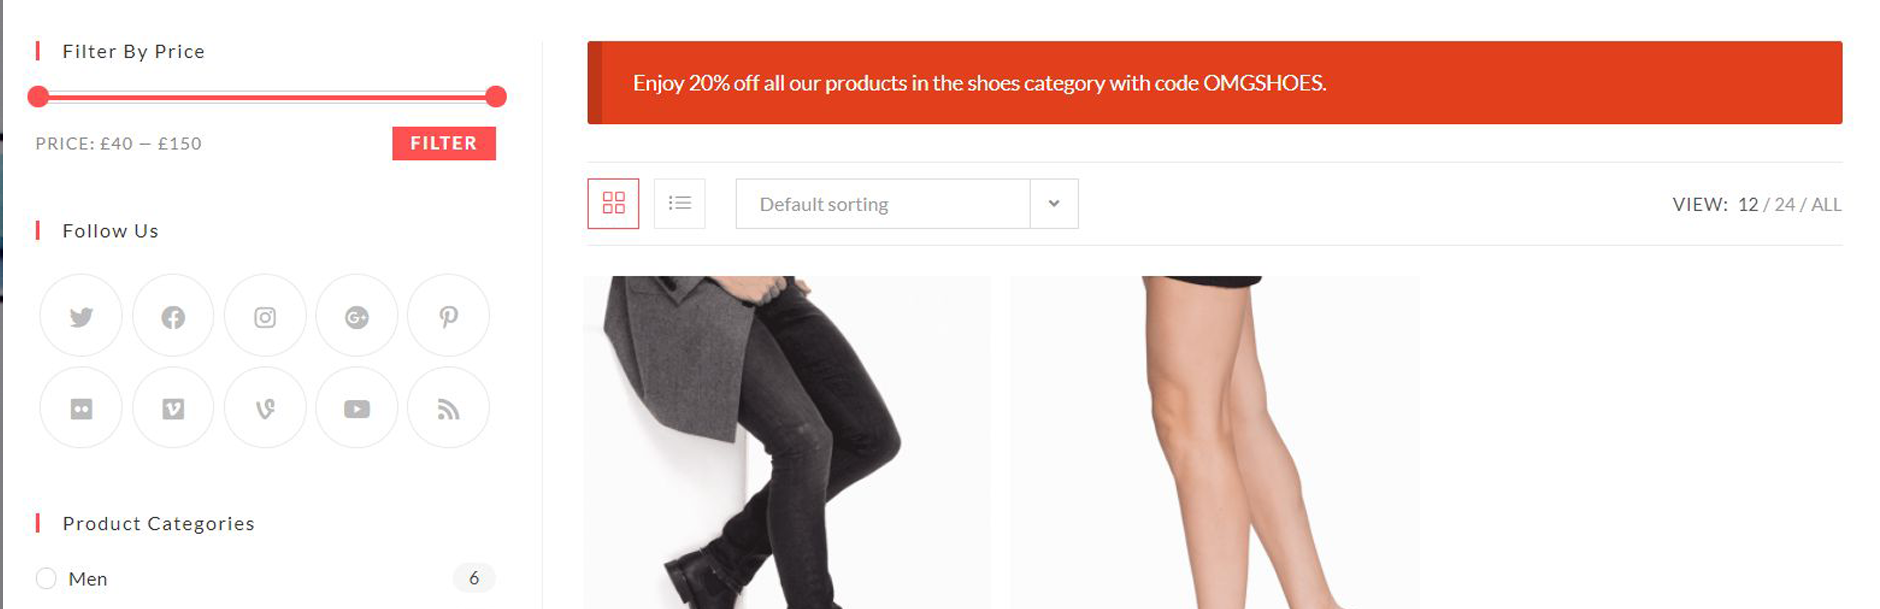 Filter By Price
PRICE: £40 — £150
FILTER
Follow Us
Product Categories
Men
6
Enjoy 20% off all our products in the shoes category with code OMGSHOES.
Default sorting
VIEW: 12 / 24 / ALL